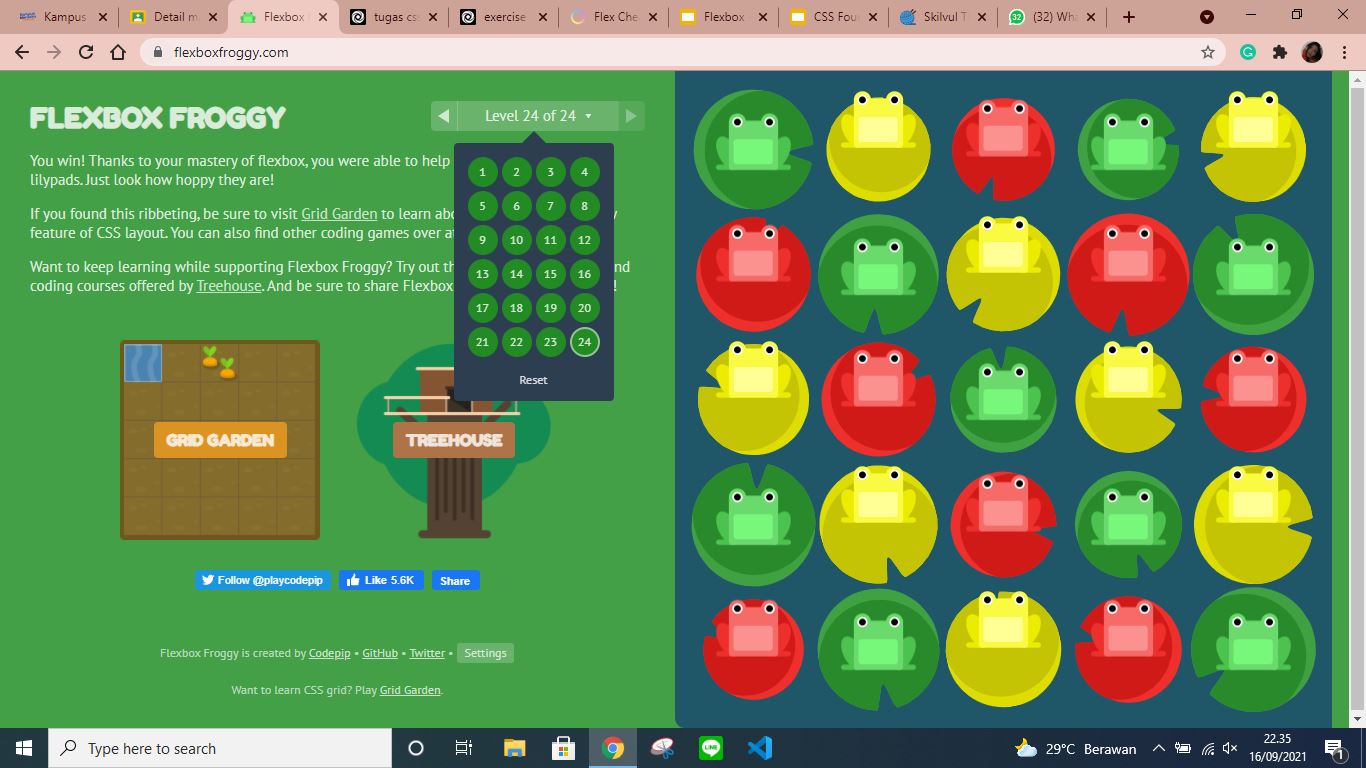 Kampus
Detail m
Flexbox F
tugas css
exercise
Flex Che
Flexbox
CSS Four
Skilvul T
(32) Wha
flexboxfroggy.com
FLEXBOX FROGGY
Level 24 of 24
You win! Thanks to your mastery of flexbox, you were able to help
lilypads. Just look how hoppy they are!
If you found this ribbeting, be sure to visit Grid Garden to learn abo
feature of CSS layout. You can also find other coding games over at
Want to keep learning while supporting Flexbox Froggy? Try out th nd
coding courses offered by Treehouse. And be sure to share Flexbox !
1 2 3 4
5 6 7 8
9 10 11 12
13 14 15 16
17 18 19 20
21 22 23 24
Reset
GRID GARDEN
TREEHOUSE
Follow @playcodepip
Like 5.6K
Share
Flexbox Froggy is created by Codepip • GitHub • Twitter • Settings
Want to learn CSS grid? Play Grid Garden.
Type here to search
LINE
29°C Berawan
22.35
16/09/2021
1